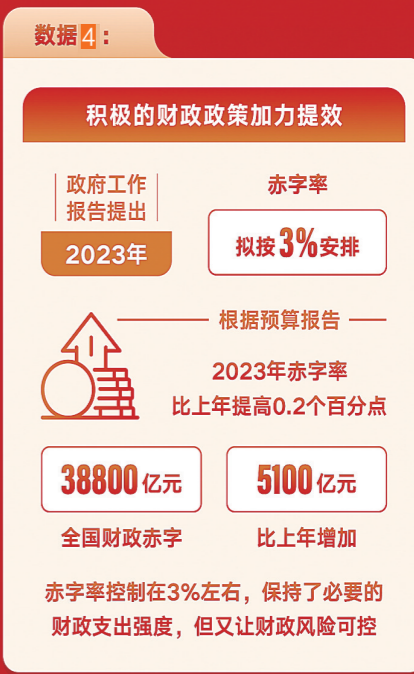 数据4：
积极的财政政策加力提效
政府工作
报告提出
2023年
赤字率
拟按3%安排
根据预算报告
2023年赤字率
比上年提高0.2个百分点
38800亿元
全国财政赤字
5100亿元
比上年增加
赤字率控制在3%左右，保持了必要的
财政支出强度，但又让财政风险可控